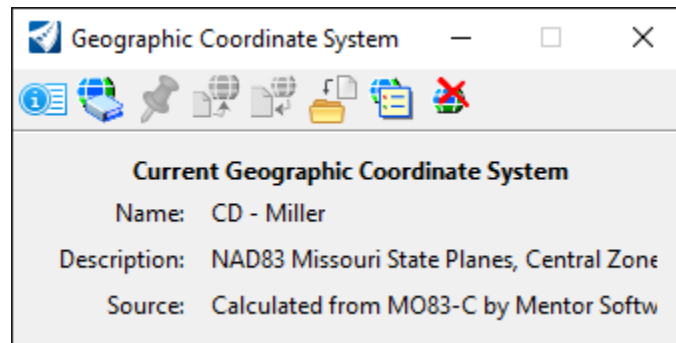 Geographic Coordinate System
Current Geographic Coordinate System
Name: CD - Miller
Description: NAD83 Missouri State Planes, Central Zone
Source: Calculated from MO83-C by Mentor Softw